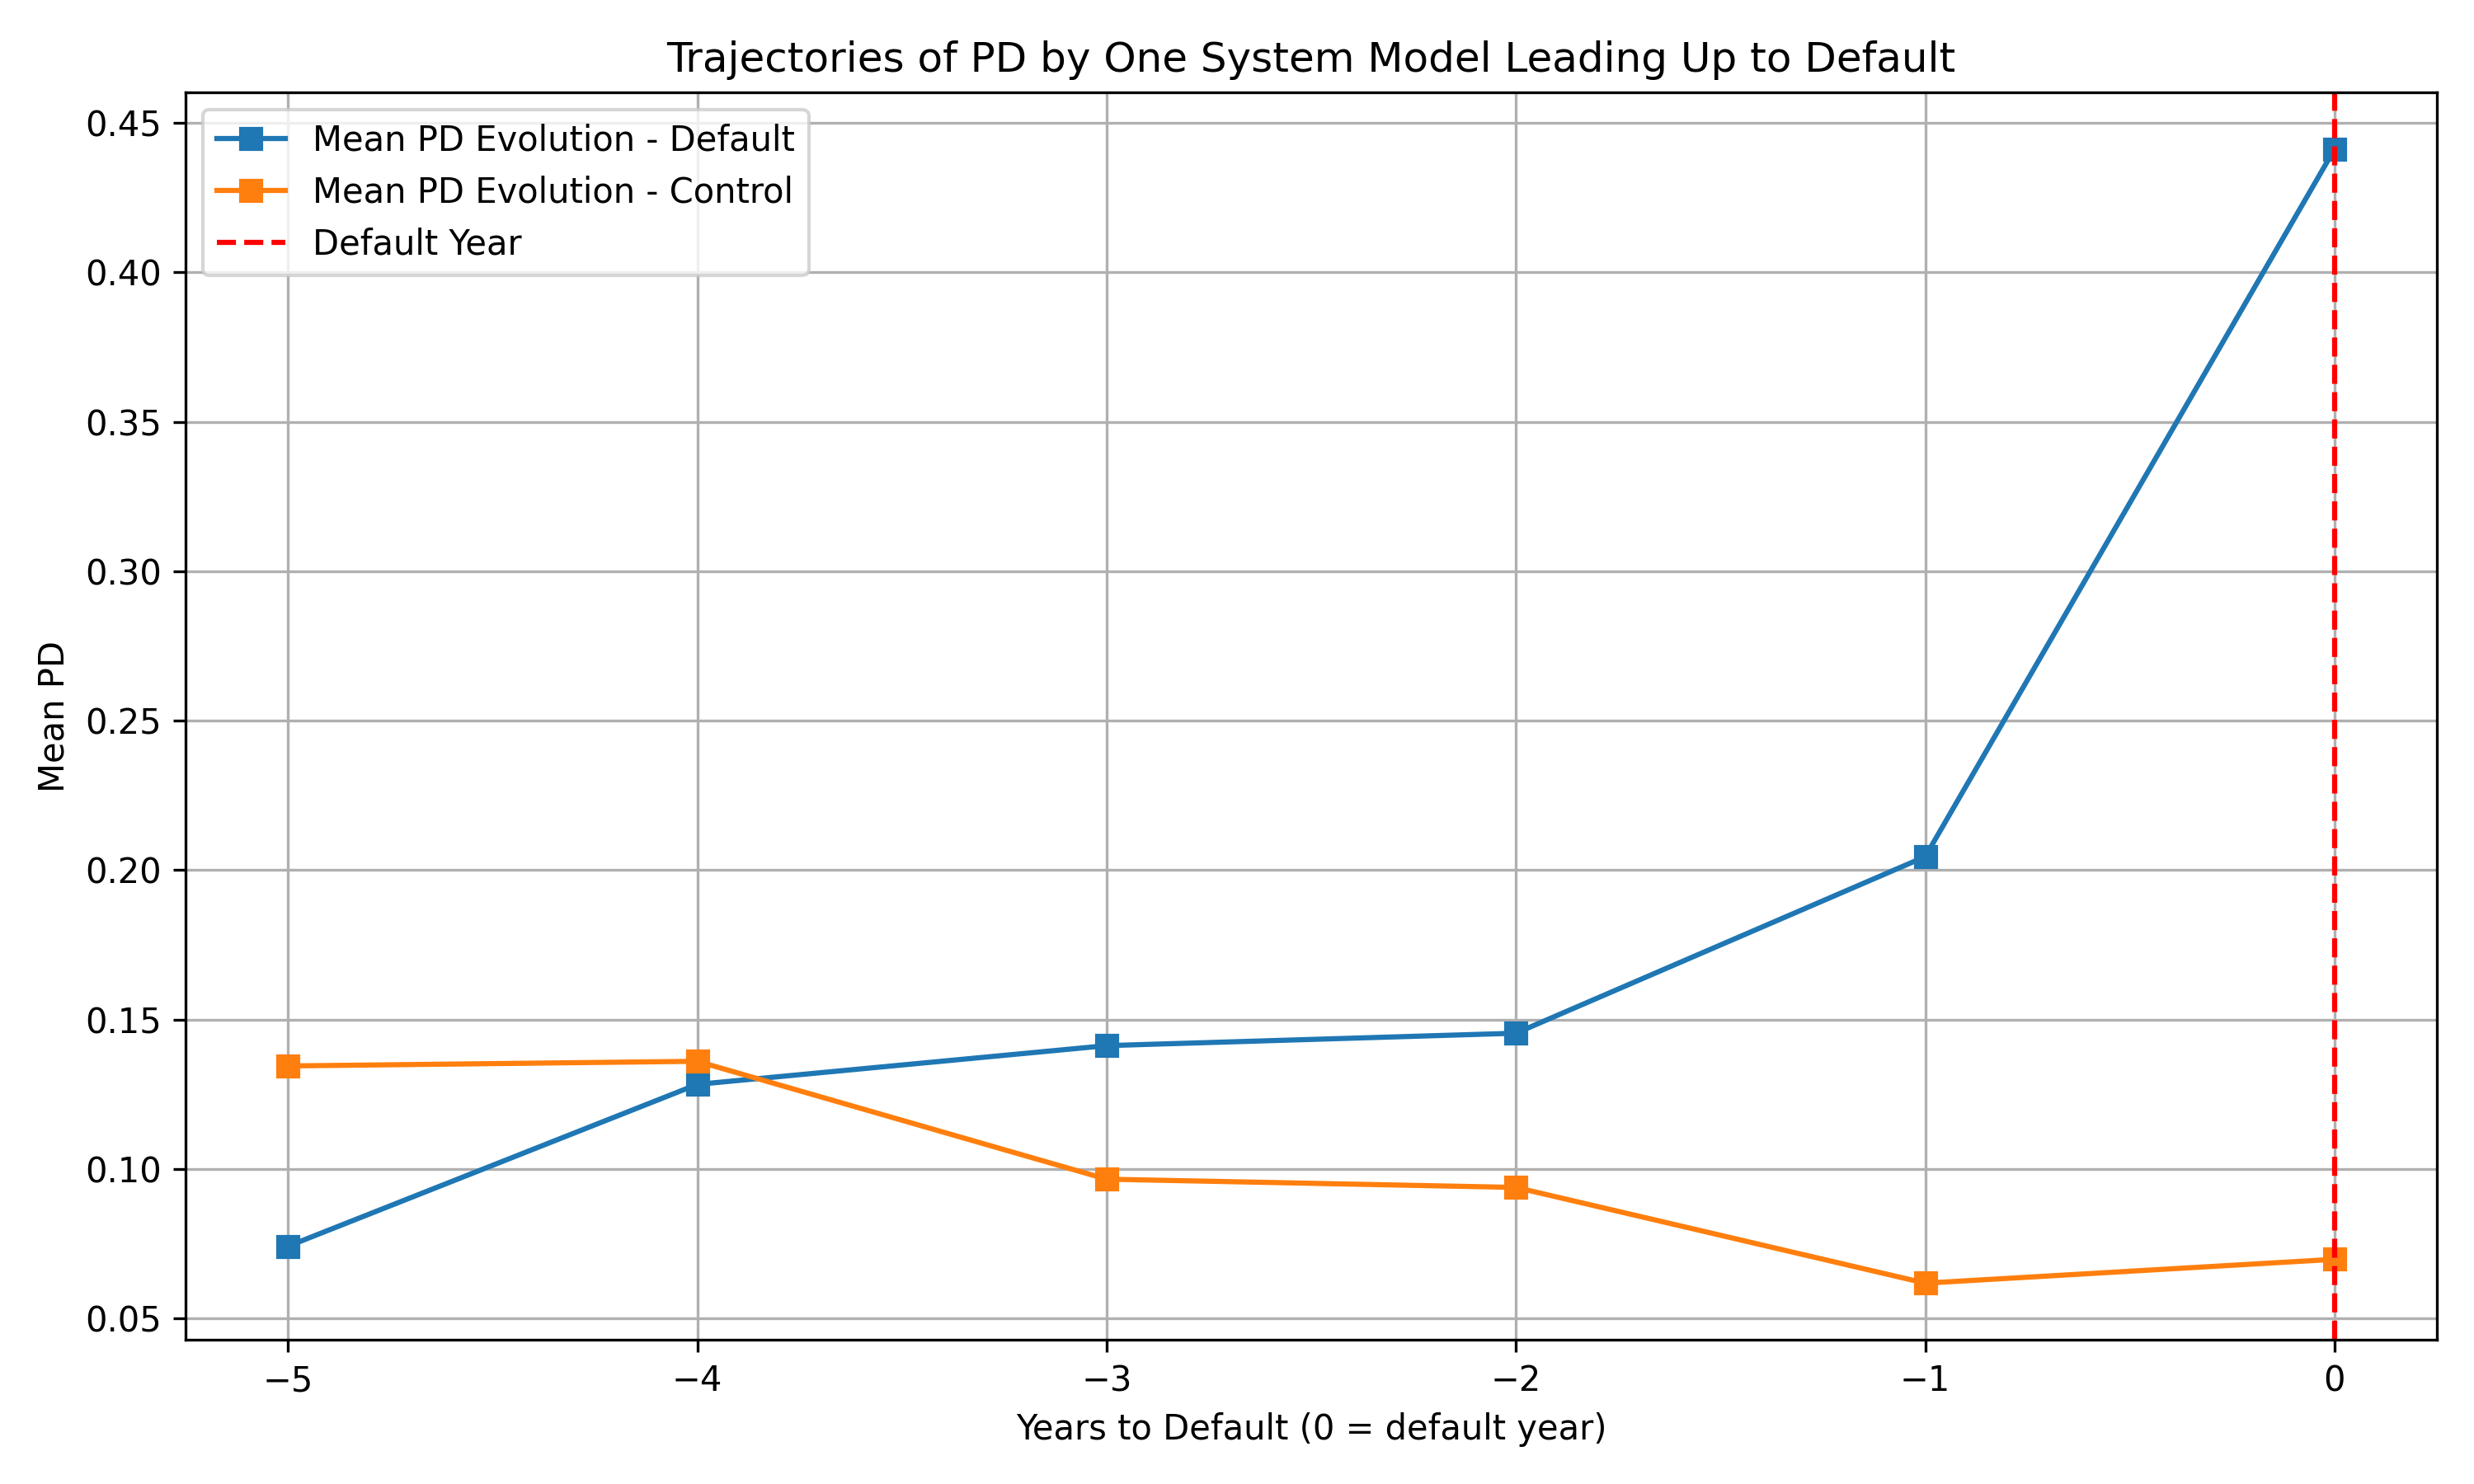 Trajectories of PD by One System Model Leading Up to Default
Mean PD Evolution - Default
Mean PD Evolution - Control
Default Year
Mean PD
0.45
0.40
0.35
0.30
0.25
0.20
0.15
0.10
0.05
−5 −4 −3 −2 −1 0
Years to Default (0 = default year)